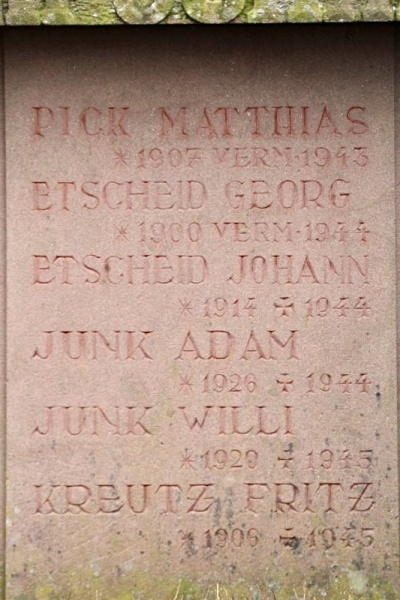 PICK MATTHIAS
*1907 VERM·1943
ETSCHEID GEORG
*1900 VERM·1944
ETSCHEID JOHANN
*1914 ✝1944
JUNK ADAM
*1926 ✝1944
JUNK WILLI
*1920 ✝1945
KREUTZ FRITZ
*1906 ✝1945